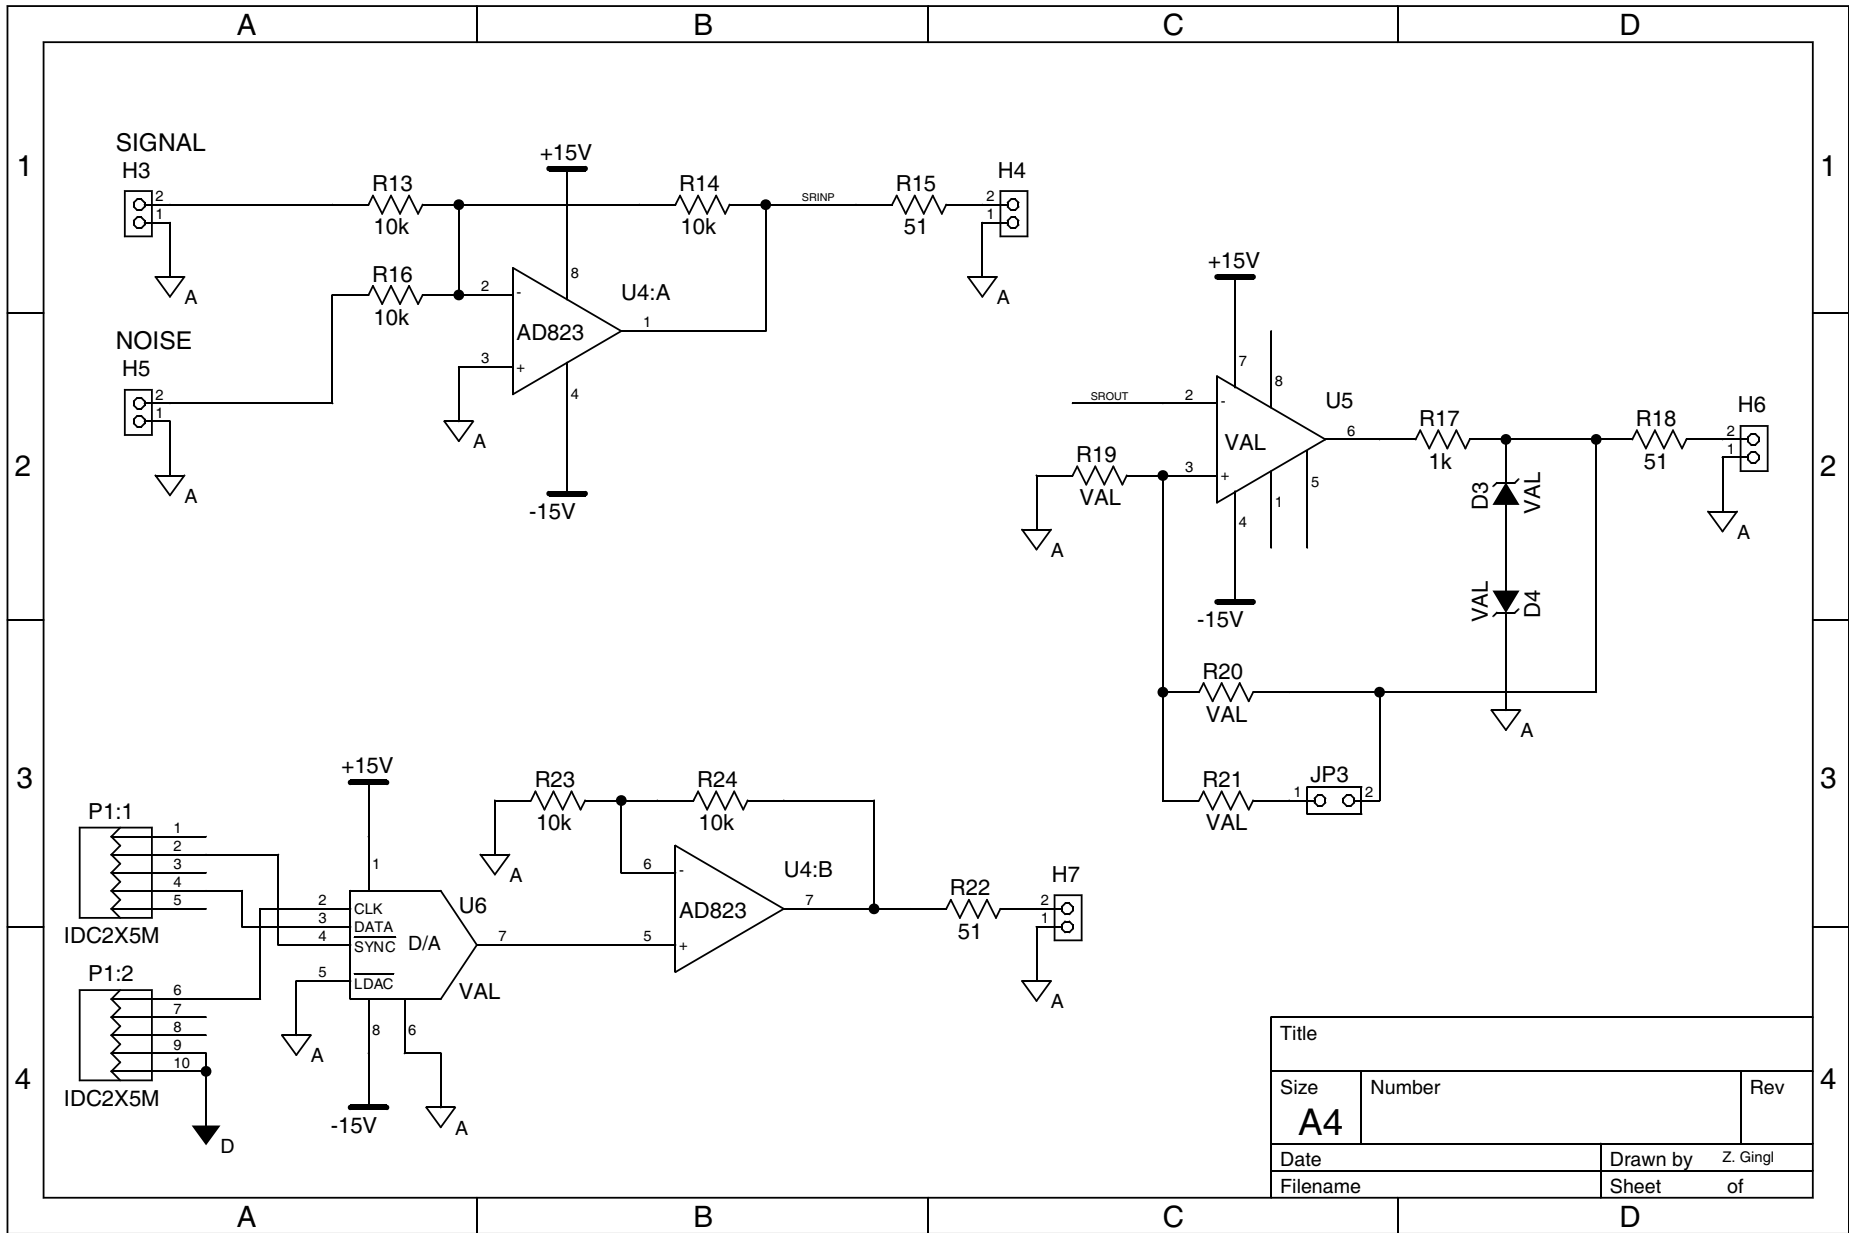 A B C D
1 1
2 2
3 3
4 4
SIGNAL
H3
2
1
A
R13
10k
R16
10k
NOISE
H5
2
1
A
+15V
8
2
-
3
+
AD823
U4:A
1
4
-15V
A
R14
10k
SRINP
R15
51
H4
2
1
A
+15V
7
8
SROUT
2
-
U5
VAL
6
3
+
4
1
5
-15V
R19
VAL
A
R17
1k
D3
VAL
VAL
D4
A
R18
51
H6
2
1
A
R20
VAL
R21
VAL
JP3
1
2
P1:1
1
2
3
4
5
IDC2X5M
P1:2
6
7
8
9
10
IDC2X5M
D
+15V
1
2
CLK
3
DATA
4
SYNC
D/A
5
LDAC
U6
VAL
7
8
6
-15V
A
A
R23
10k
A
R24
10k
6
-
5
+
AD823
U4:B
7
R22
51
H7
2
1
A
Title
Size
A4
Number
Rev
Date
Drawn by Z. Gingl
Filename
Sheet of
A B C D